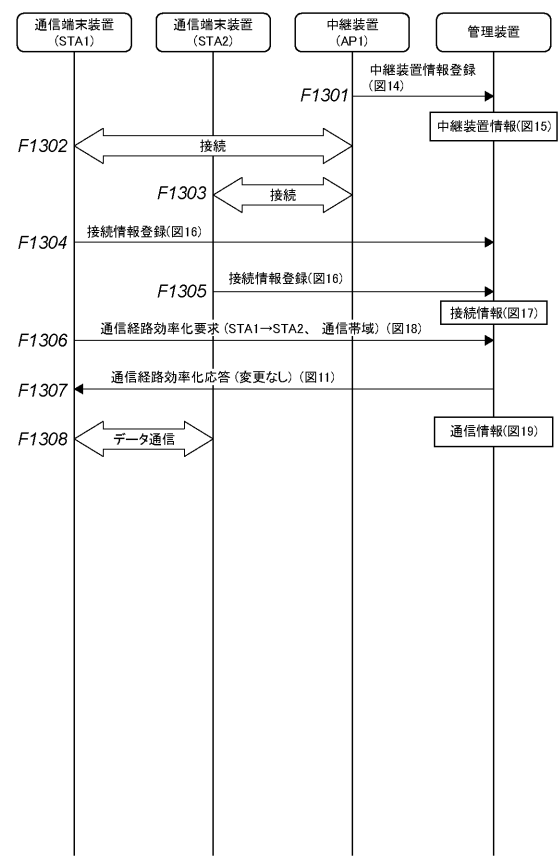 通信端末装置
(STA1)
通信端末装置
(STA2)
中継装置
(AP1)
管理装置
中継装置情報登録
(図14)
F1301
中継装置情報(図15)
F1302
接続
F1303
接続
接続情報登録(図16)
F1304
接続情報登録(図16)
F1305
接続情報(図17)
通信経路効率化要求(STA1→STA2、通信帯域)(図18)
F1306
通信経路効率化応答(変更なし)(図11)
F1307
通信情報(図19)
F1308
データ通信